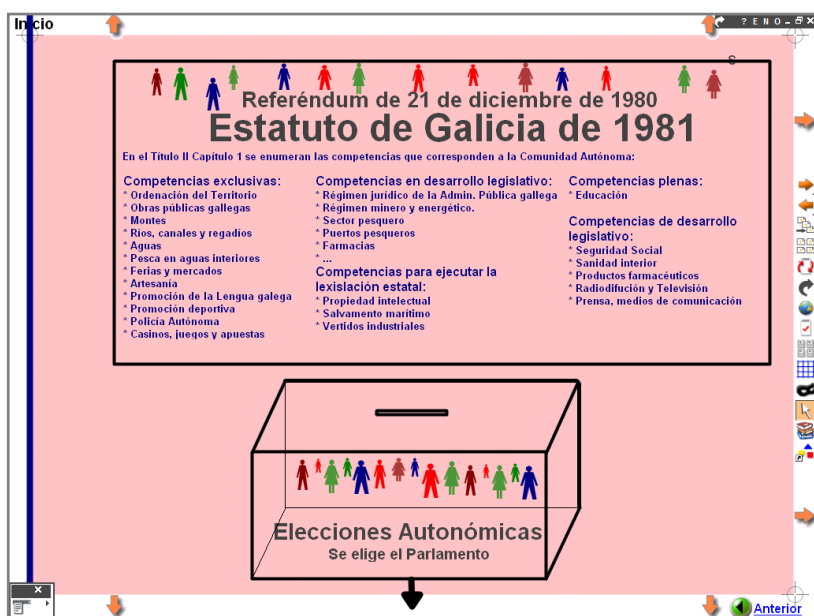 Inicio
? E N O
S
Referéndum de 21 de diciembre de 1980
Estatuto de Galicia de 1981
En el Título II Capítulo 1 se enumeran las competencias que corresponden a la Comunidad Autónoma:
Competencias exclusivas:
* Ordenación del Territorio
* Obras públicas gallegas
* Montes
* Ríos, canales y regadíos
* Aguas
* Pesca en aguas interiores
* Ferias y mercados
* Artesanía
* Promoción de la Lengua galega
* Promoción deportiva
* Policía Autónoma
* Casinos, juegos y apuestas
Competencias en desarrollo legislativo:
* Régimen jurídico de la Admin. Pública gallega
* Régimen minero y energético.
* Sector pesquero
* Puertos pesqueros
* Farmacias
* ...
Competencias para ejecutar la
lexislación estatal:
* Propiedad intelectual
* Salvamento marítimo
* Vertidos industriales
Competencias plenas:
* Educación
Competencias de desarrollo
legislativo:
* Seguridad Social
* Sanidad interior
* Productos farmacéuticos
* Radiodifución y Televisión
* Prensa, medios de comunicación
Elecciones Autonómicas
Se elige el Parlamento
Anterior